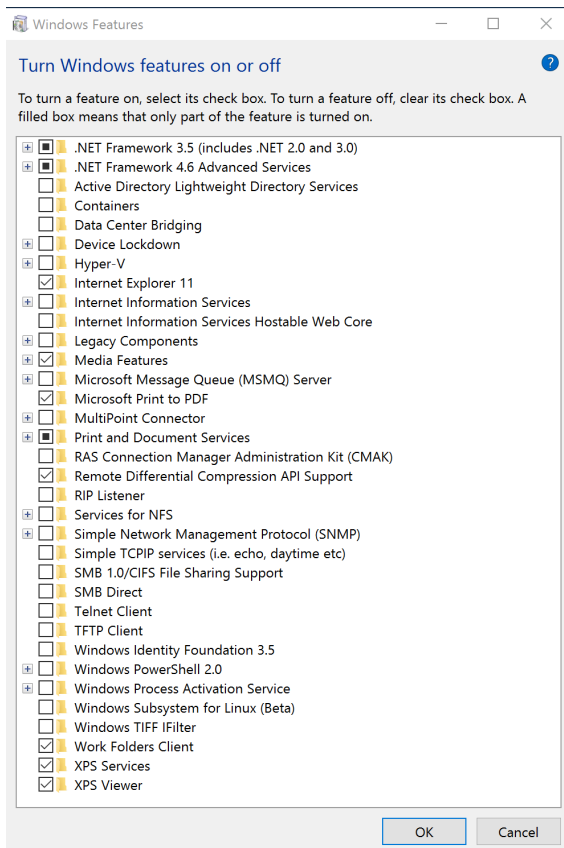 Windows Features
Turn Windows features on or off
?
To turn a feature on, select its check box. To turn a feature off, clear its check box. A
filled box means that only part of the feature is turned on.
.NET Framework 3.5 (includes .NET 2.0 and 3.0)
.NET Framework 4.6 Advanced Services
Active Directory Lightweight Directory Services
Containers
Data Center Bridging
Device Lockdown
Hyper-V
Internet Explorer 11
Internet Information Services
Internet Information Services Hostable Web Core
Legacy Components
Media Features
Microsoft Message Queue (MSMQ) Server
Microsoft Print to PDF
MultiPoint Connector
Print and Document Services
RAS Connection Manager Administration Kit (CMAK)
Remote Differential Compression API Support
RIP Listener
Services for NFS
Simple Network Management Protocol (SNMP)
Simple TCPIP services (i.e. echo, daytime etc)
SMB 1.0/CIFS File Sharing Support
SMB Direct
Telnet Client
TFTP Client
Windows Identity Foundation 3.5
Windows PowerShell 2.0
Windows Process Activation Service
Windows Subsystem for Linux (Beta)
Windows TIFF IFilter
Work Folders Client
XPS Services
XPS Viewer
OK Cancel